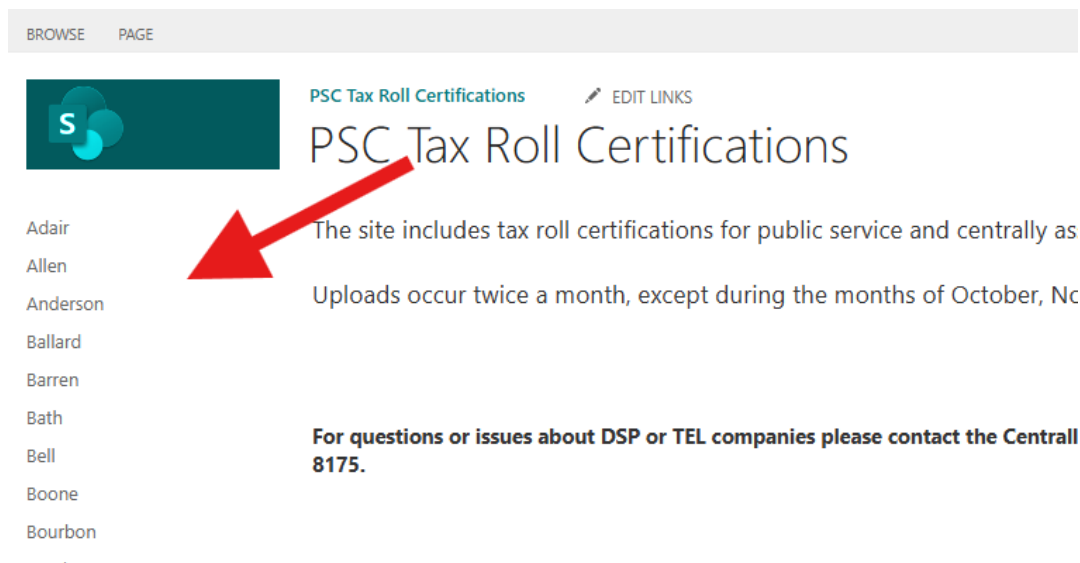 BROWSE PAGE
S
PSC Tax Roll Certifications EDIT LINKS
PSC Tax Roll Certifications
Adair
The site includes tax roll certifications for public service and centrally as
Allen
Uploads occur twice a month, except during the months of October, No
Anderson
Ballard
Barren
Bath
For questions or issues about DSP or TEL companies please contact the Centrall
8175.
Bell
Boone
Bourbon